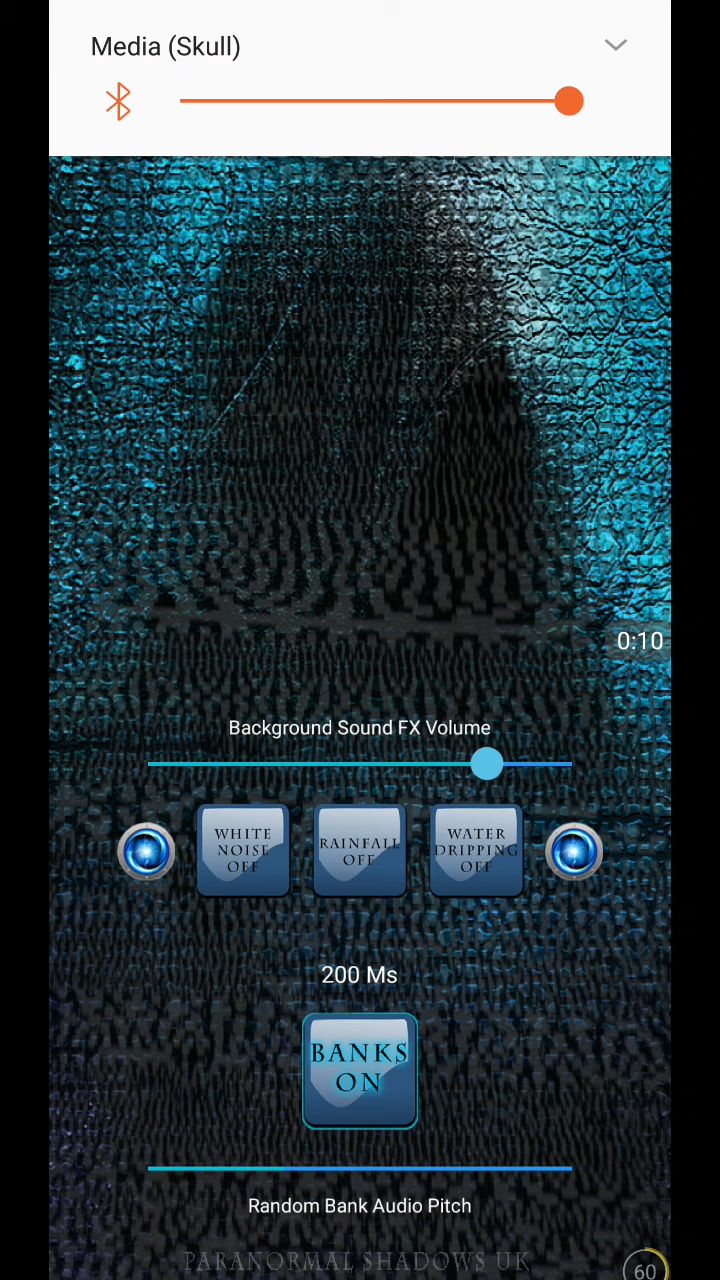 Media (Skull)
0:10
Background Sound FX Volume
WHITE
NOISE
OFF
RAINFALL
OFF
WATER
DRIPPING
OFF
200 Ms
BANKS
ON
Random Bank Audio Pitch
PARANORMAL SHADOWS UK
60